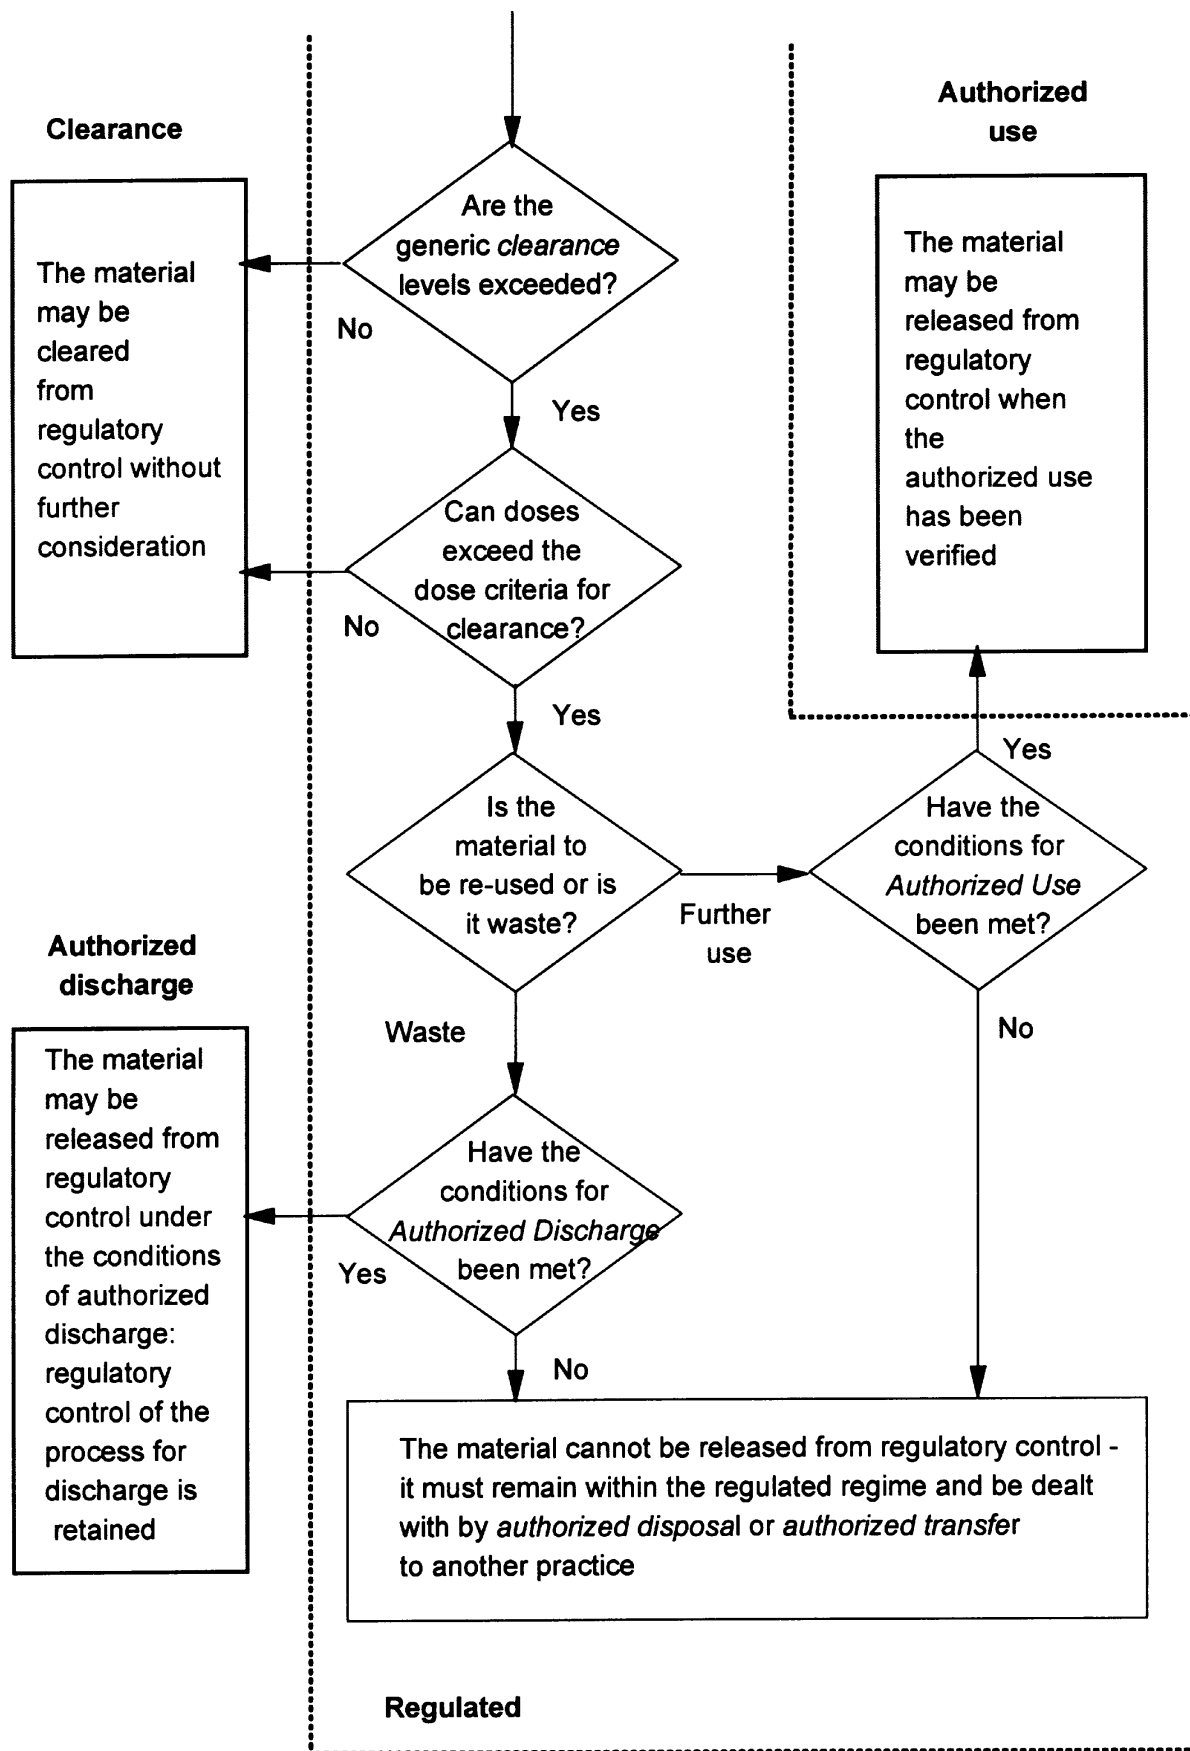 Clearance
The material
may be
cleared
from
regulatory
control without
further
consideration
Are the
generic clearance
levels exceeded?
No
Yes
Can doses
exceed the
dose criteria for
clearance?
No
Yes
Authorized
use
The material
may be
released from
regulatory
control when
the
authorized use
has been
verified
Is the
material to
be re-used or is
it waste?
Further
use
Yes
Have the
conditions for
Authorized Use
been met?
No
Waste
Authorized
discharge
The material
may be
released from
regulatory
control under
the conditions
of authorized
discharge:
regulatory
control of the
process for
discharge is
retained
Have the
conditions for
Authorized Discharge
been met?
Yes
No
The material cannot be released from regulatory control -
it must remain within the regulated regime and be dealt
with by authorized disposal or authorized transfer
to another practice
Regulated